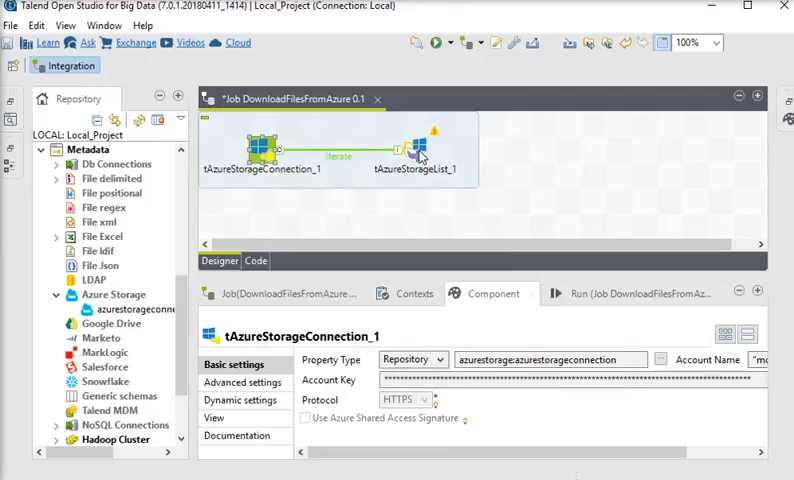 Talend Open Studio for Big Data (7.0.1.20180411_1414) | Local_Project (Connection: Local)
File Edit View Window Help
Learn Ask Exchange Videos Cloud 100%
Integration
Repository
LOCAL: Local_Project
Metadata
Db Connections
File delimited
File positional
File regex
File xml
File Excel
File ldif
File Json
LDAP
Azure Storage
azurestorageconne
Google Drive
Marketo
MarkLogic
Salesforce
Snowflake
Generic schemas
Talend MDM
NoSQL Connections
Hadoop Cluster
*Job DownloadFilesFromAzure 0.1
Iterate
tAzureStorageConnection_1 tAzureStorageList_1
Designer Code
Job(DownloadFilesFromAzure ... Contexts Component Run (Job DownloadFilesFromAzu...
tAzureStorageConnection_1
Basic settings
Advanced settings
Dynamic settings
View
Documentation
Property Type Repository azurestorage:azurestorageconnection ... Account Name "mo
Account Key
Protocol HTTPS *
Use Azure Shared Access Signature